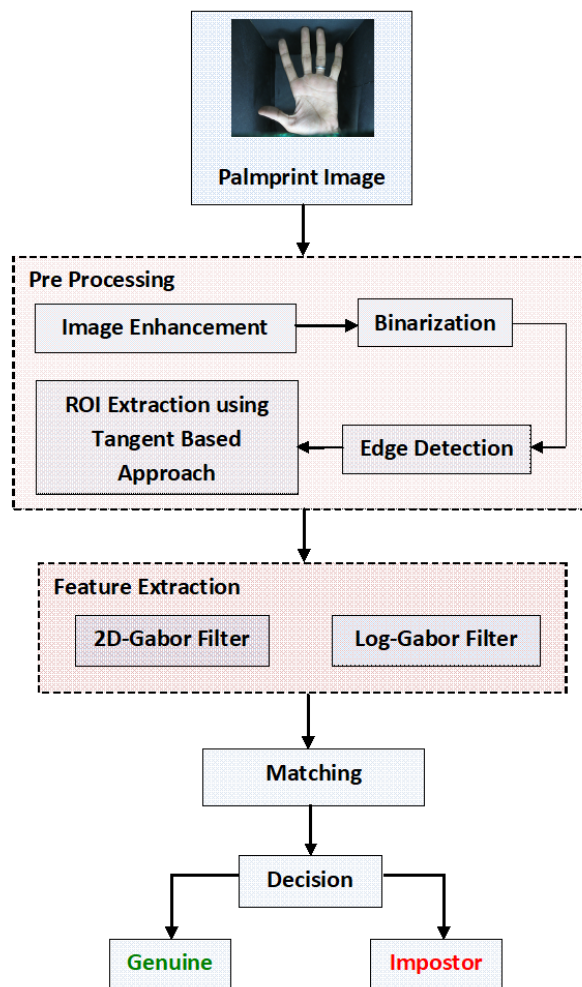 Palmprint Image
Pre Processing
Image Enhancement
Binarization
ROI Extraction using
Tangent Based
Approach
Edge Detection
Feature Extraction
2D-Gabor Filter
Log-Gabor Filter
Matching
Decision
Genuine
Impostor